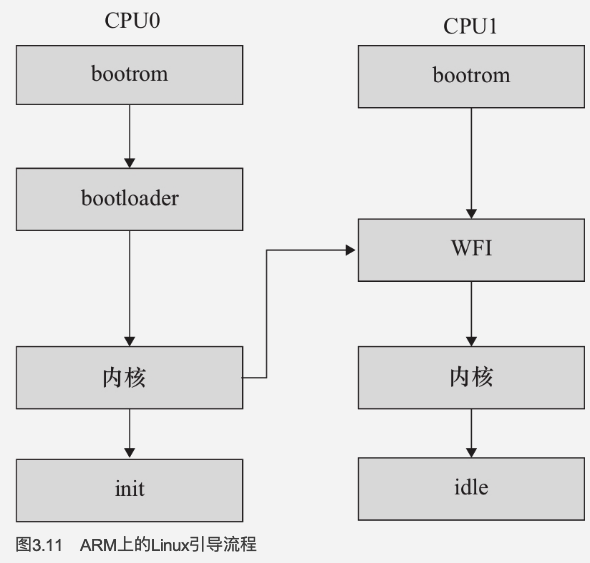 CPU0
CPU1
bootrom
bootrom
bootloader
WFI
内核
内核
init
idle
图3.11 ARM上的Linux引导流程